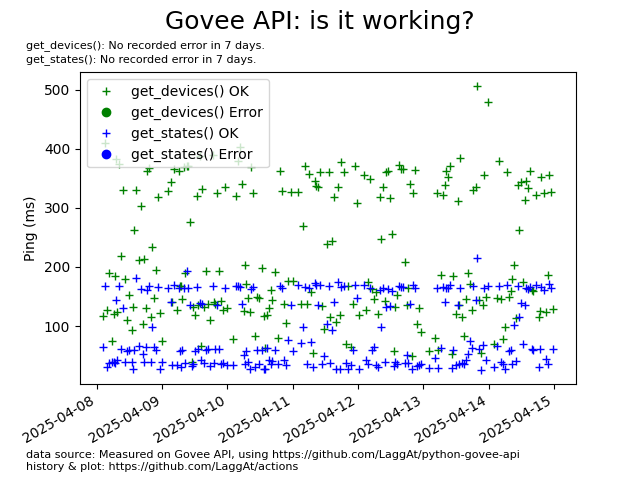 Govee API: is it working?
get_devices(): No recorded error in 7 days.
get_states(): No recorded error in 7 days.
500
400
300
200
100
Ping (ms)
get_devices() OK
get_devices() Error
get_states() OK
get_states() Error
2025-04-08
2025-04-09
2025-04-10
2025-04-11
2025-04-12
2025-04-13
2025-04-14
2025-04-15
data source: Measured on Govee API, using https://github.com/LaggAt/python-govee-api
history & plot: https://github.com/LaggAt/actions